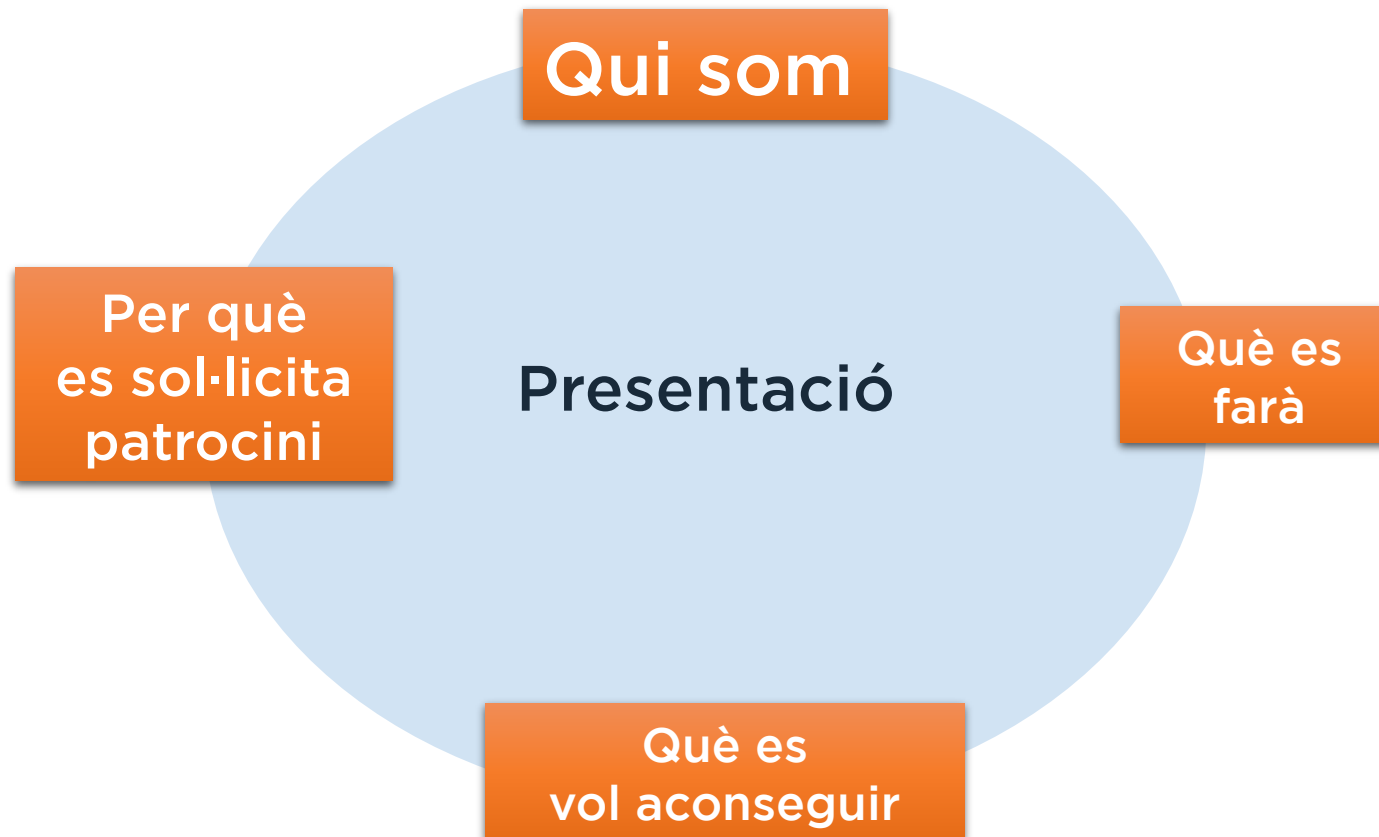 Qui som
Per què
es sol·licita
patrocini
Presentació
Què es
farà
Què es
vol aconseguir